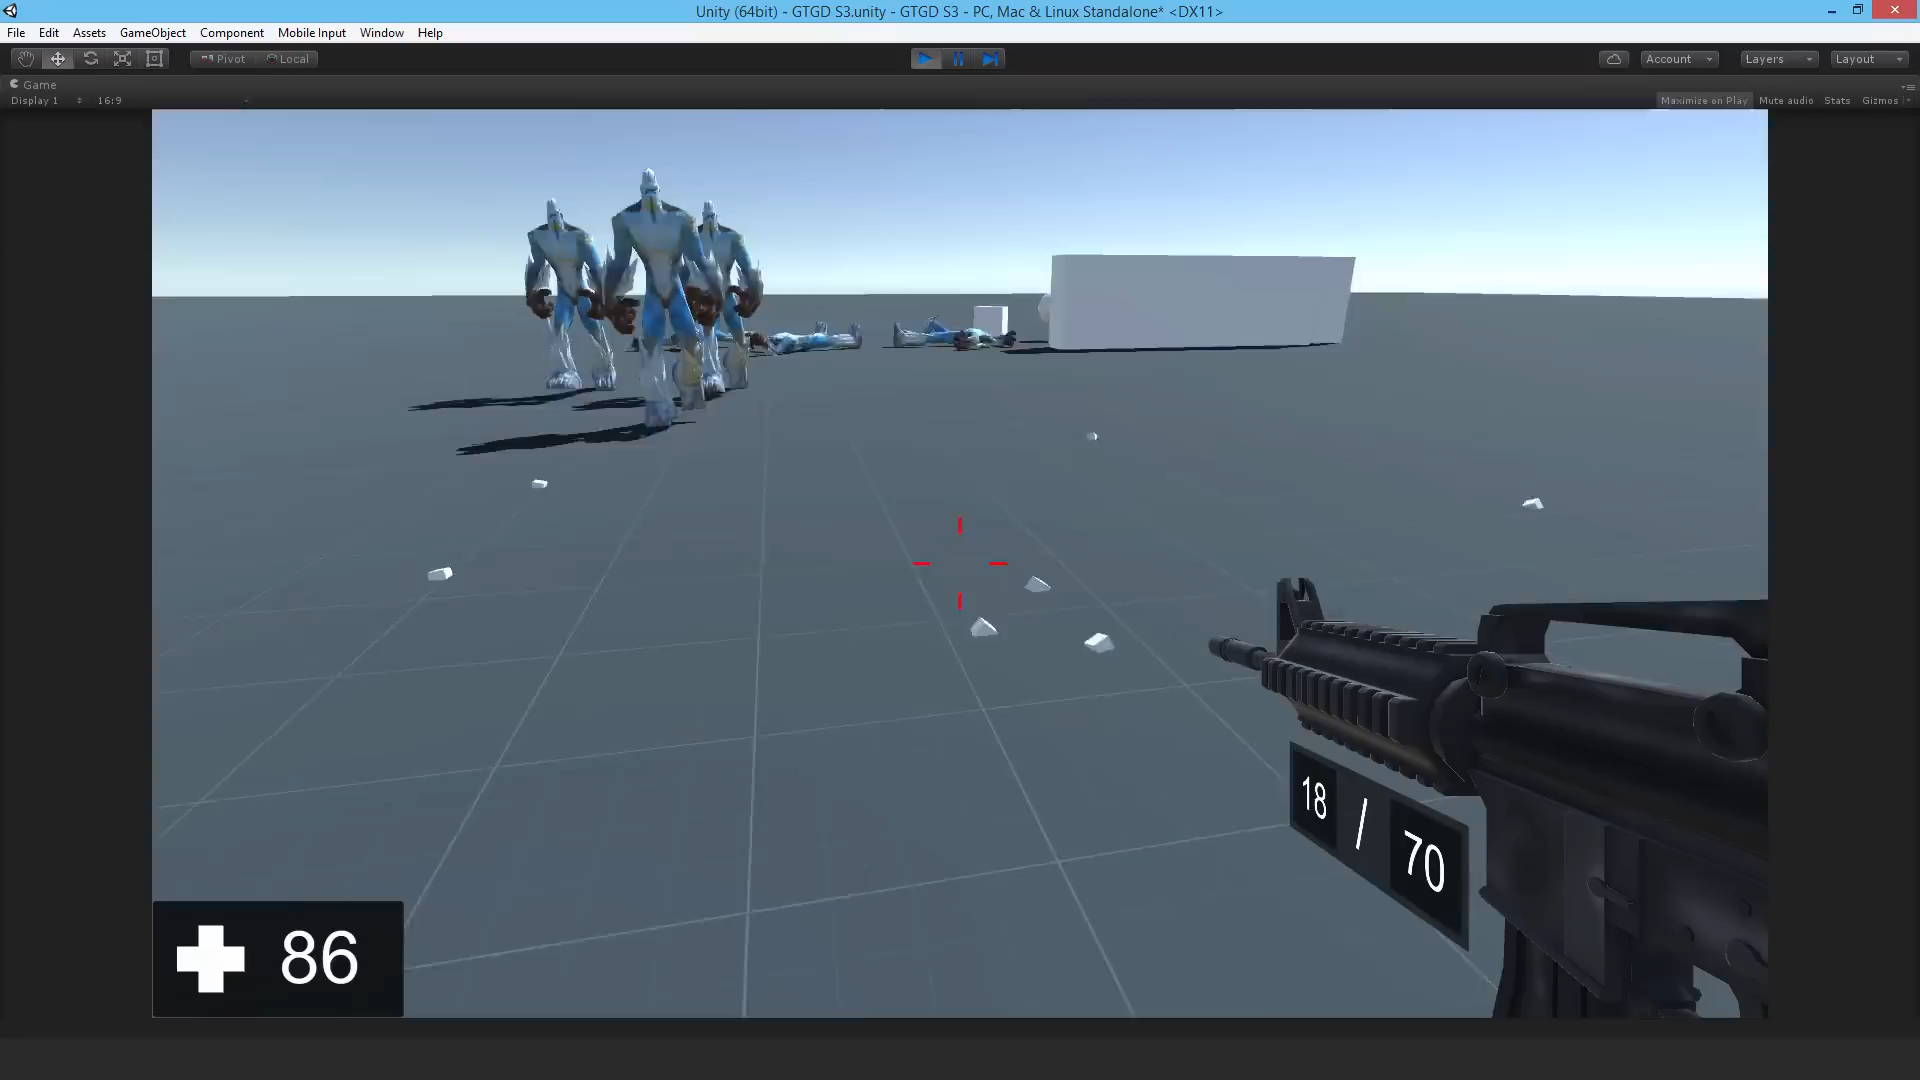 Unity (64bit) - GTGD S3.unity - GTGD S3 - PC, Mac & Linux Standalone* <DX11>
File Edit Assets GameObject Component Mobile Input Window Help
Pivot Local Account Layers Layout
Game
Display 1 16:9 Maximize on Play Mute audio Stats Gizmos
18 / 70
86